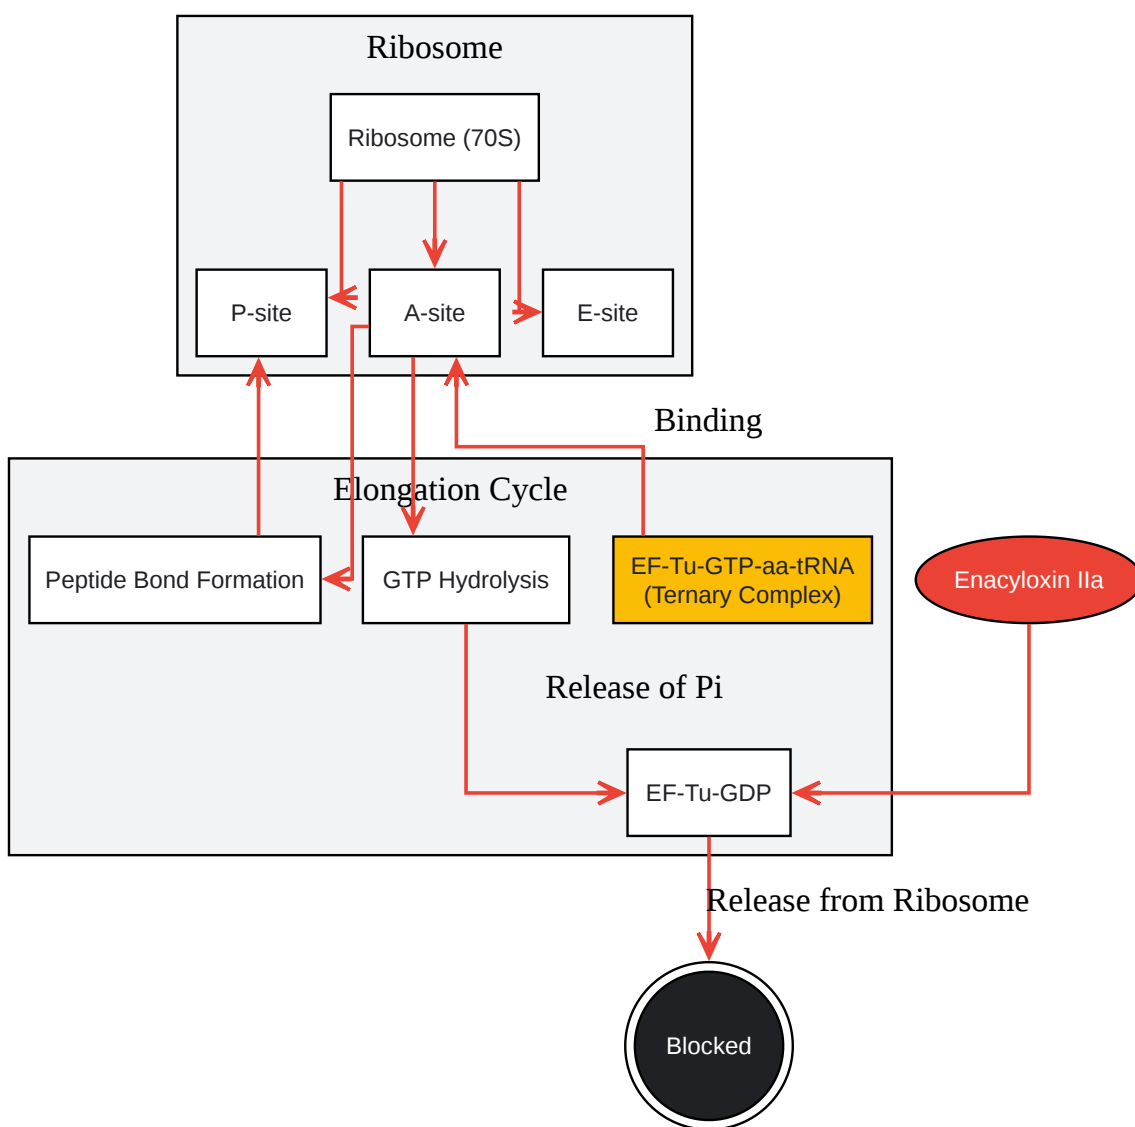 Ribosome
Ribosome (70S)
P-site
A-site
E-site
Binding
Elongation Cycle
Peptide Bond Formation
GTP Hydrolysis
EF-Tu-GTP-aa-tRNA
(Ternary Complex)
Enacyloxin IIa
Release of Pi
EF-Tu-GDP
Release from Ribosome
Blocked